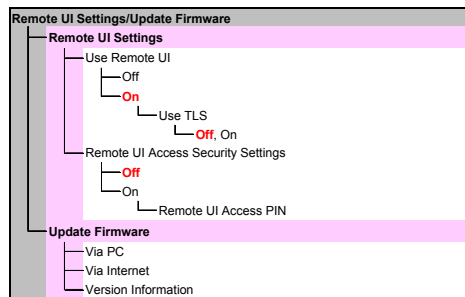 Remote UI Settings/Update Firmware
Remote UI Settings
Use Remote UI
Off
On
Use TLS
Off, On
Remote UI Access Security Settings
Off
On
Remote UI Access PIN
Update Firmware
Via PC
Via Internet
Version Information